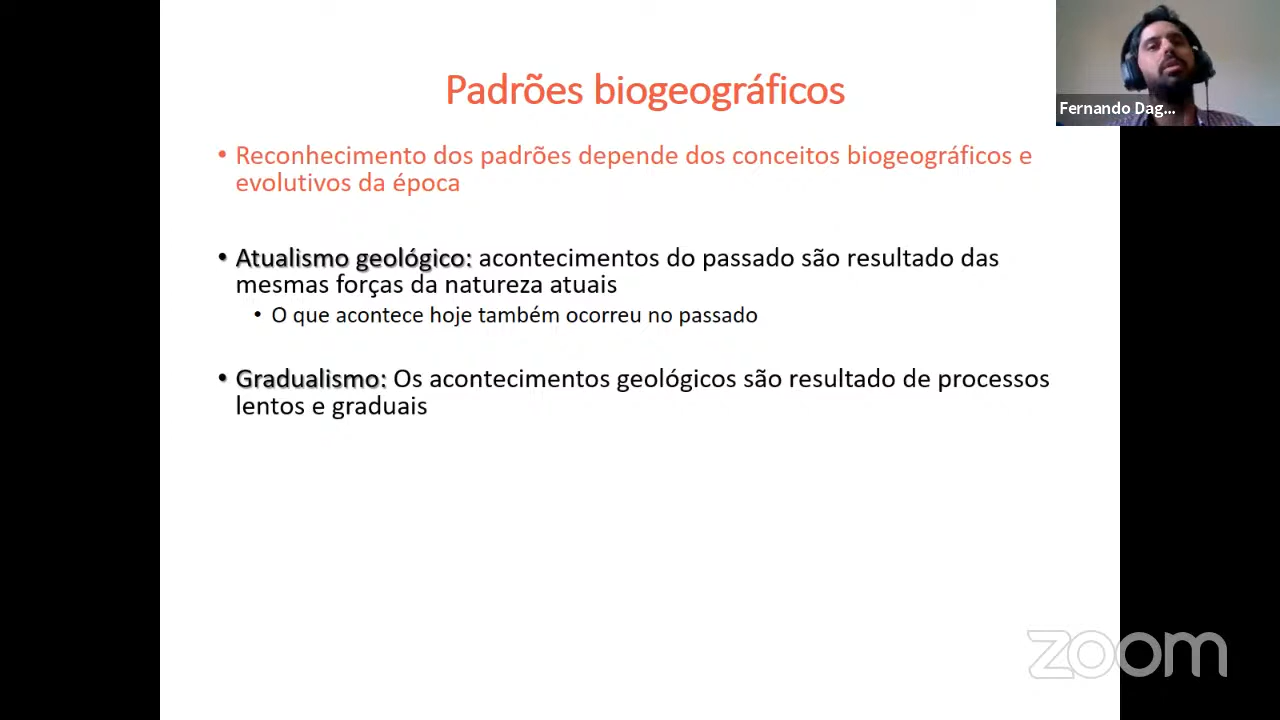 Padrões biogeográficos
Fernando Dag...
• Reconhecimento dos padrões depende dos conceitos biogeográficos e
evolutivos da época
• Atualismo geológico: acontecimentos do passado são resultado das
mesmas forças da natureza atuais
• O que acontece hoje também ocorreu no passado
• Gradualismo: Os acontecimentos geológicos são resultado de processos
lentos e graduais
zoom